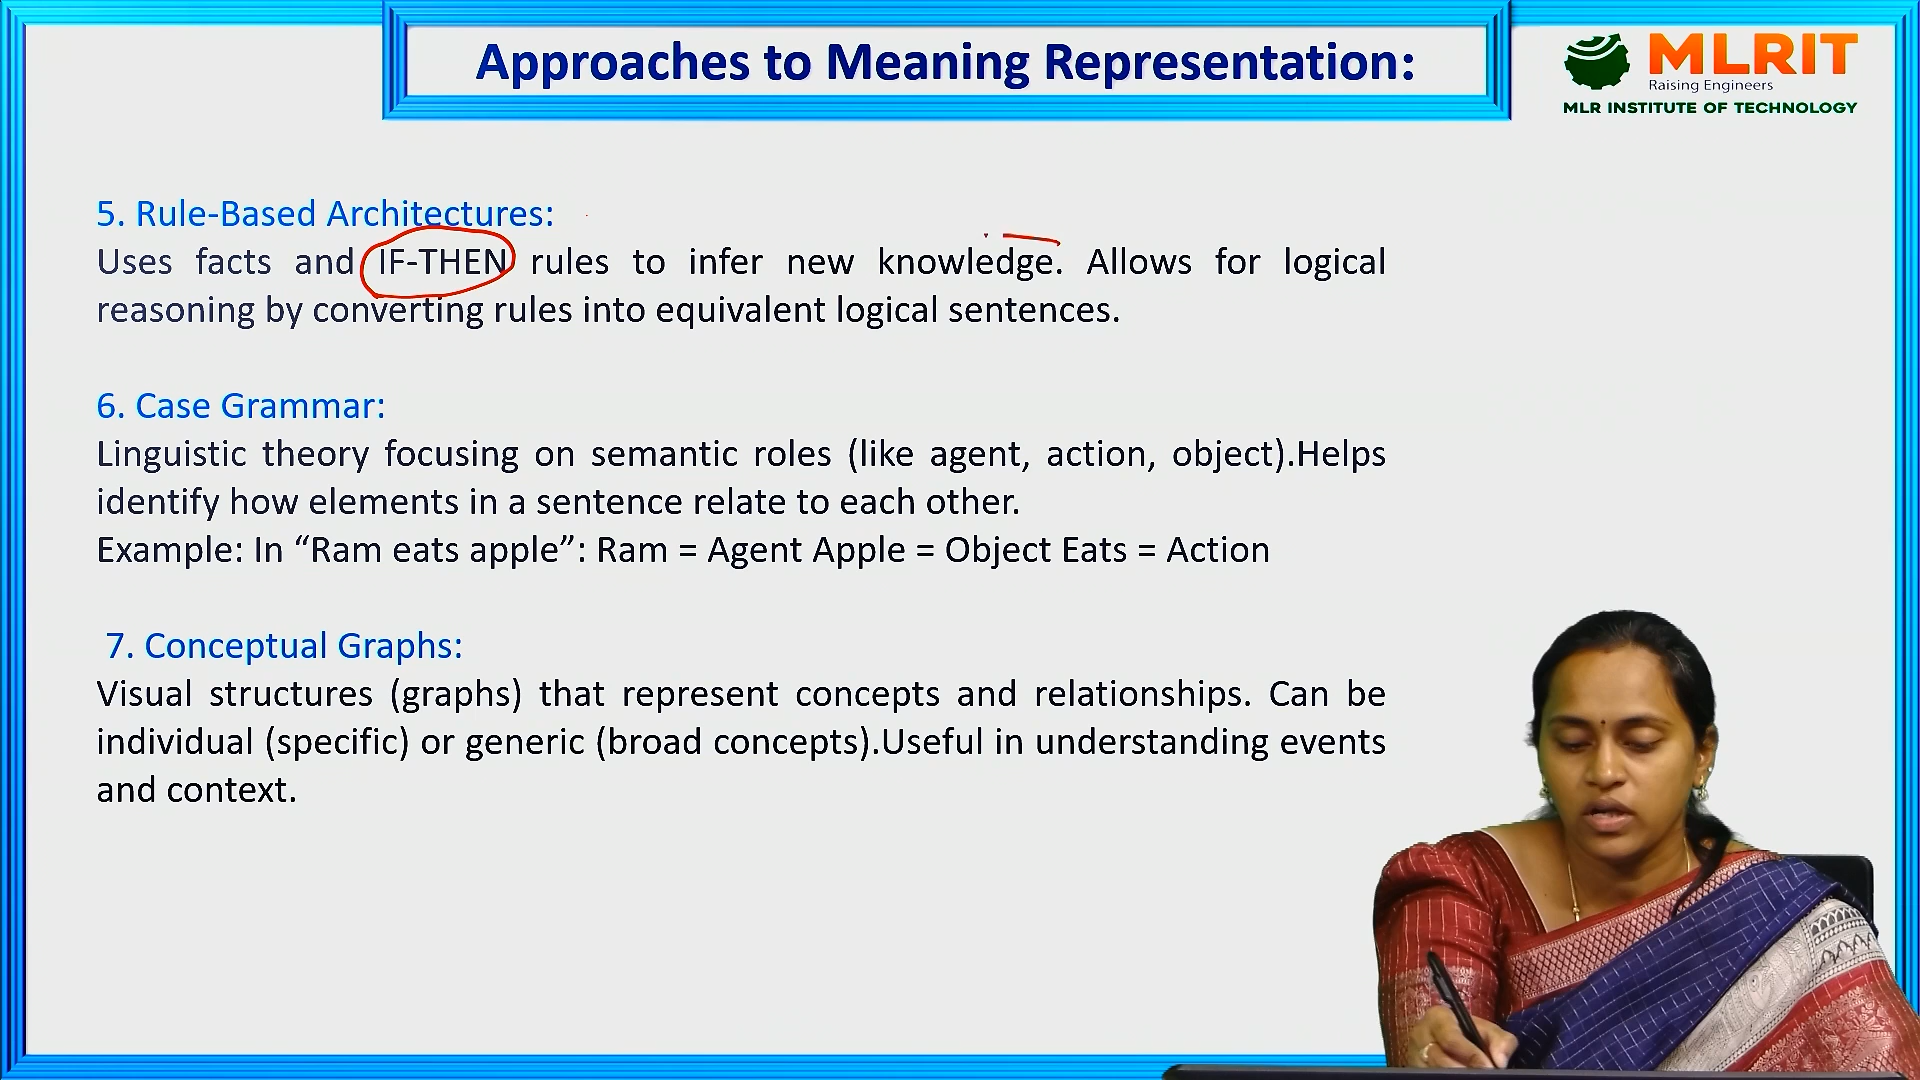 Approaches to Meaning Representation:
MLRIT
Raising Engineers
MLR INSTITUTE OF TECHNOLOGY
5. Rule-Based Architectures:
Uses facts and IF-THEN rules to infer new knowledge. Allows for logical
reasoning by converting rules into equivalent logical sentences.
6. Case Grammar:
Linguistic theory focusing on semantic roles (like agent, action, object).Helps
identify how elements in a sentence relate to each other.
Example: In “Ram eats apple”: Ram = Agent Apple = Object Eats = Action
7. Conceptual Graphs:
Visual structures (graphs) that represent concepts and relationships. Can be
individual (specific) or generic (broad concepts).Useful in understanding events
and context.